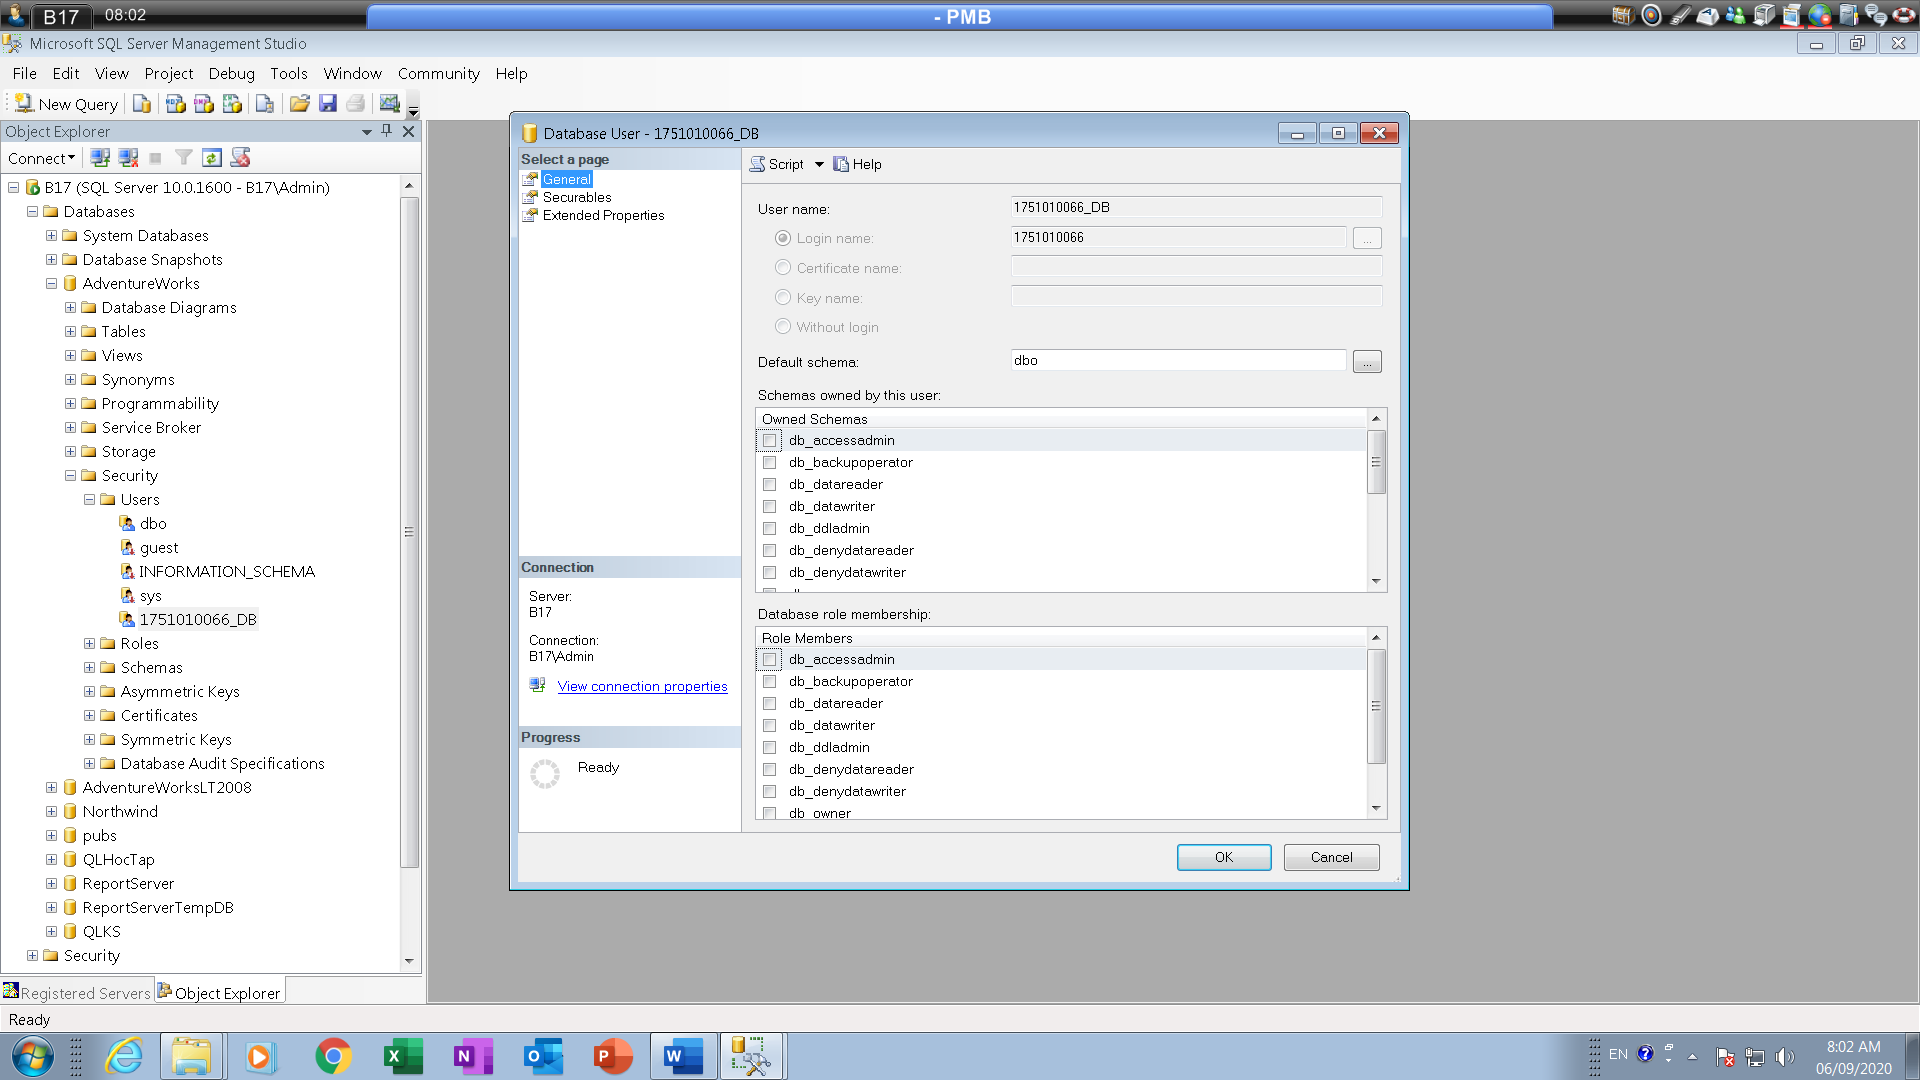 B17 08:02 - PMB
Microsoft SQL Server Management Studio
File Edit View Project Debug Tools Window Community Help
New Query
Object Explorer
Connect
B17 (SQL Server 10.0.1600 - B17\Admin)
Databases
System Databases
Database Snapshots
AdventureWorks
Database Diagrams
Tables
Views
Synonyms
Programmability
Service Broker
Storage
Security
Users
dbo
guest
INFORMATION_SCHEMA
sys
1751010066_DB
Roles
Schemas
Asymmetric Keys
Certificates
Symmetric Keys
Database Audit Specifications
AdventureWorksLT2008
Northwind
pubs
QLHocTap
ReportServer
ReportServerTempDB
QLKS
Security
Registered Servers Object Explorer
Ready
Database User - 1751010066_DB
Select a page
General
Securables
Extended Properties
Connection
Server:
B17
Connection:
B17\Admin
View connection properties
Progress
Ready
Script Help
User name: 1751010066_DB
Login name: 1751010066 ...
Certificate name:
Key name:
Without login
Default schema: dbo ...
Schemas owned by this user:
Owned Schemas
db_accessadmin
db_backupoperator
db_datareader
db_datawriter
db_ddladmin
db_denydatareader
db_denydatawriter
Database role membership:
Role Members
db_accessadmin
db_backupoperator
db_datareader
db_datawriter
db_ddladmin
db_denydatareader
db_denydatawriter
db_owner
OK Cancel
EN 8:02 AM
06/09/2020